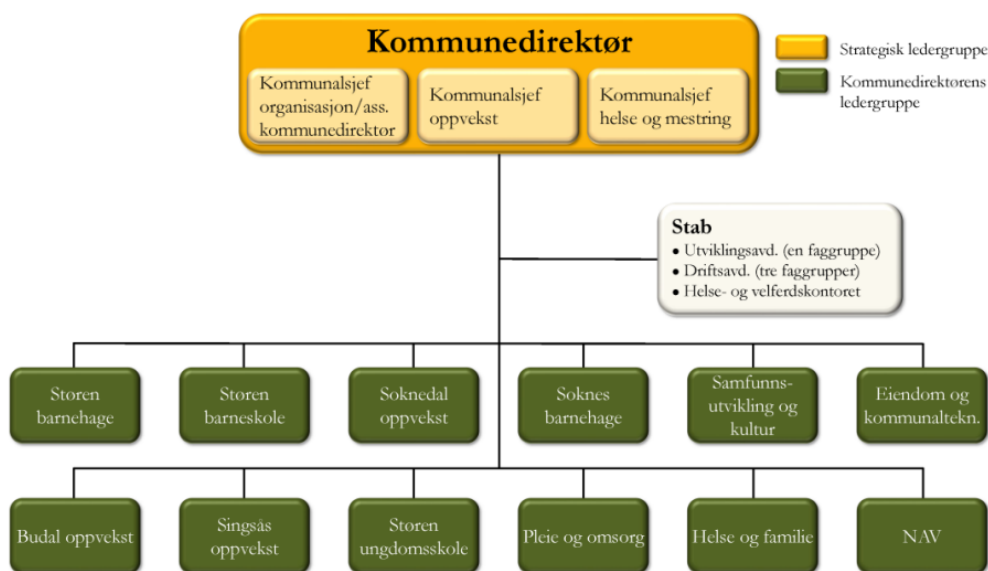 Kommunedirektør
Kommunalsjef
organisasjon/ass.
kommunedirektør
Kommunalsjef
oppvekst
Kommunalsjef
helse og mestring
Strategisk ledergruppe
Kommunedirektørens
ledergruppe
Stab
• Utviklingsavd. (en faggruppe)
• Driftsavd. (tre faggrupper)
• Helse- og velferdskontoret
Støren
barnehage
Støren
barneskole
Soknedal
oppvekst
Soknes
barnehage
Samfunns-
utvikling og
kultur
Eiendom og
kommunaltekn.
Budal oppvekst
Singsås
oppvekst
Støren
ungdomsskole
Pleie og omsorg
Helse og familie
NAV